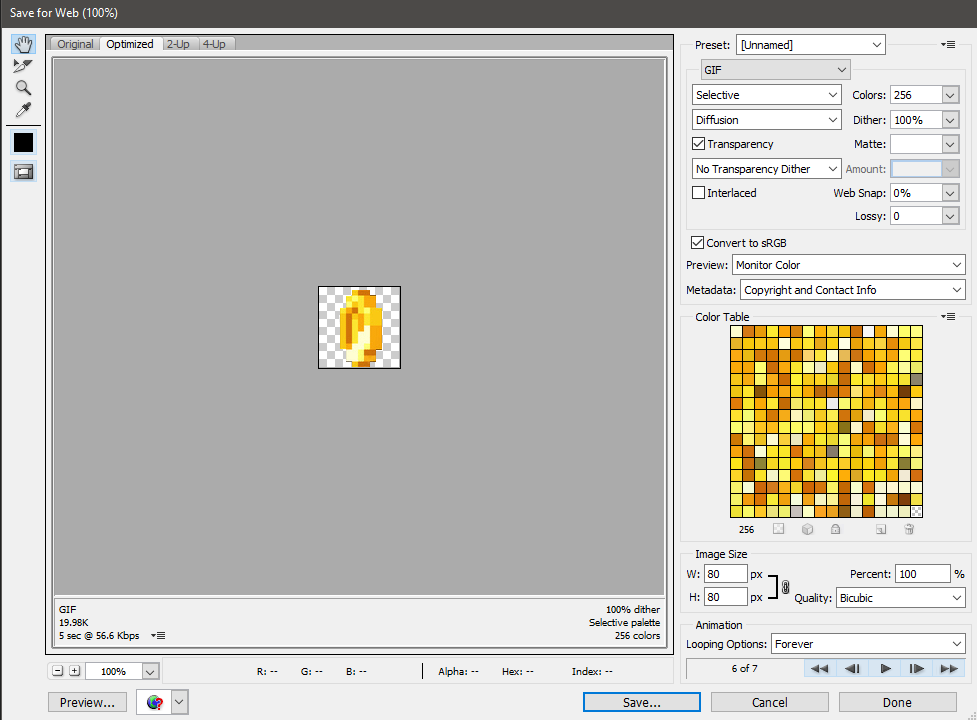 Save for Web (100%)
Original Optimized 2-Up 4-Up
Preset: [Unnamed]
GIF
Selective Colors: 256
Diffusion Dither: 100%
Transparency Matte:
No Transparency Dither Amount:
Interlaced Web Snap: 0%
Lossy: 0
Convert to sRGB
Preview: Monitor Color
Metadata: Copyright and Contact Info
Color Table
256
Image Size
W: 80 px Percent: 100 %
H: 80 px Quality: Bicubic
Animation
Looping Options: Forever
6 of 7
GIF 100% dither
19.98K Selective palette
5 sec @ 56.6 Kbps 256 colors
100% R: -- G: -- B: -- Alpha: -- Hex: -- Index: --
Preview... Save... Cancel Done